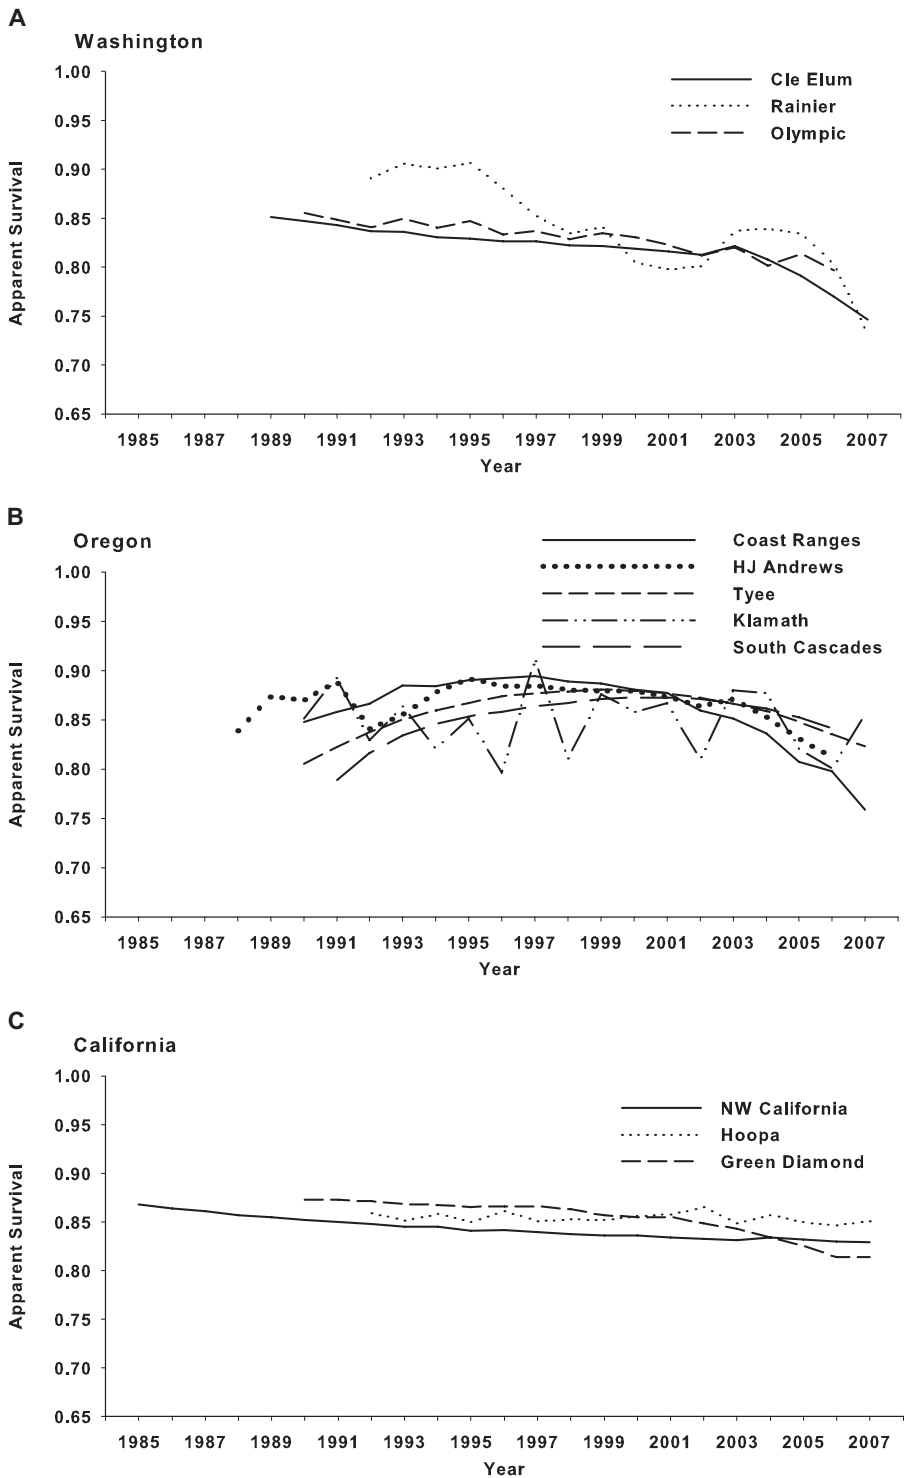 A
Washington
1.00
Cle Elum
Rainier
Olympic
0.95
0.90
0.85
0.80
0.75
0.70
0.65
Apparent Survival
1985 1987 1989 1991 1993 1995 1997 1999 2001 2003 2005 2007
Year
B
Oregon
1.00
Coast Ranges
HJ Andrews
Tyee
Klamath
South Cascades
0.95
0.90
0.85
0.80
0.75
0.70
0.65
Apparent Survival
1985 1987 1989 1991 1993 1995 1997 1999 2001 2003 2005 2007
Year
C
California
1.00
NW California
Hoopa
Green Diamond
0.95
0.90
0.85
0.80
0.75
0.70
0.65
Apparent Survival
1985 1987 1989 1991 1993 1995 1997 1999 2001 2003 2005 2007
Year